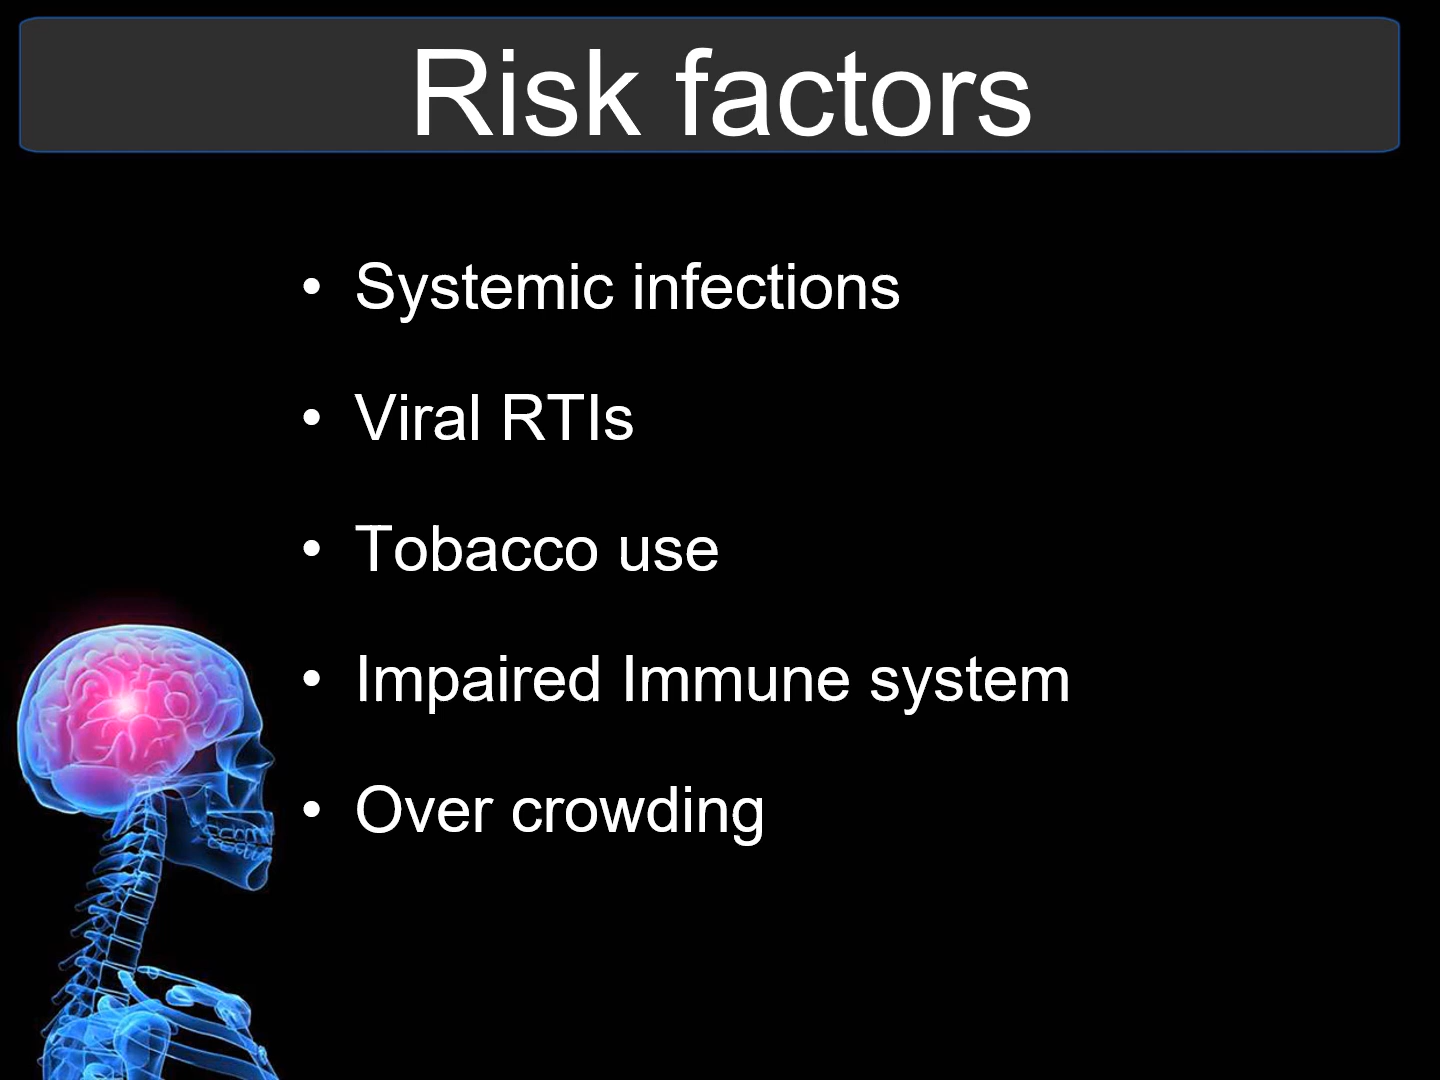 Risk factors
• Systemic infections
• Viral RTIs
• Tobacco use
• Impaired Immune system
• Over crowding